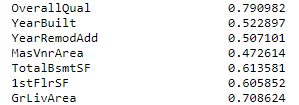 OverallQual 0.790982
YearBuilt 0.522897
YearRemodAdd 0.507101
MasVnrArea 0.472614
TotalBsmtSF 0.613581
1stFlrSF 0.605852
GrLivArea 0.708624